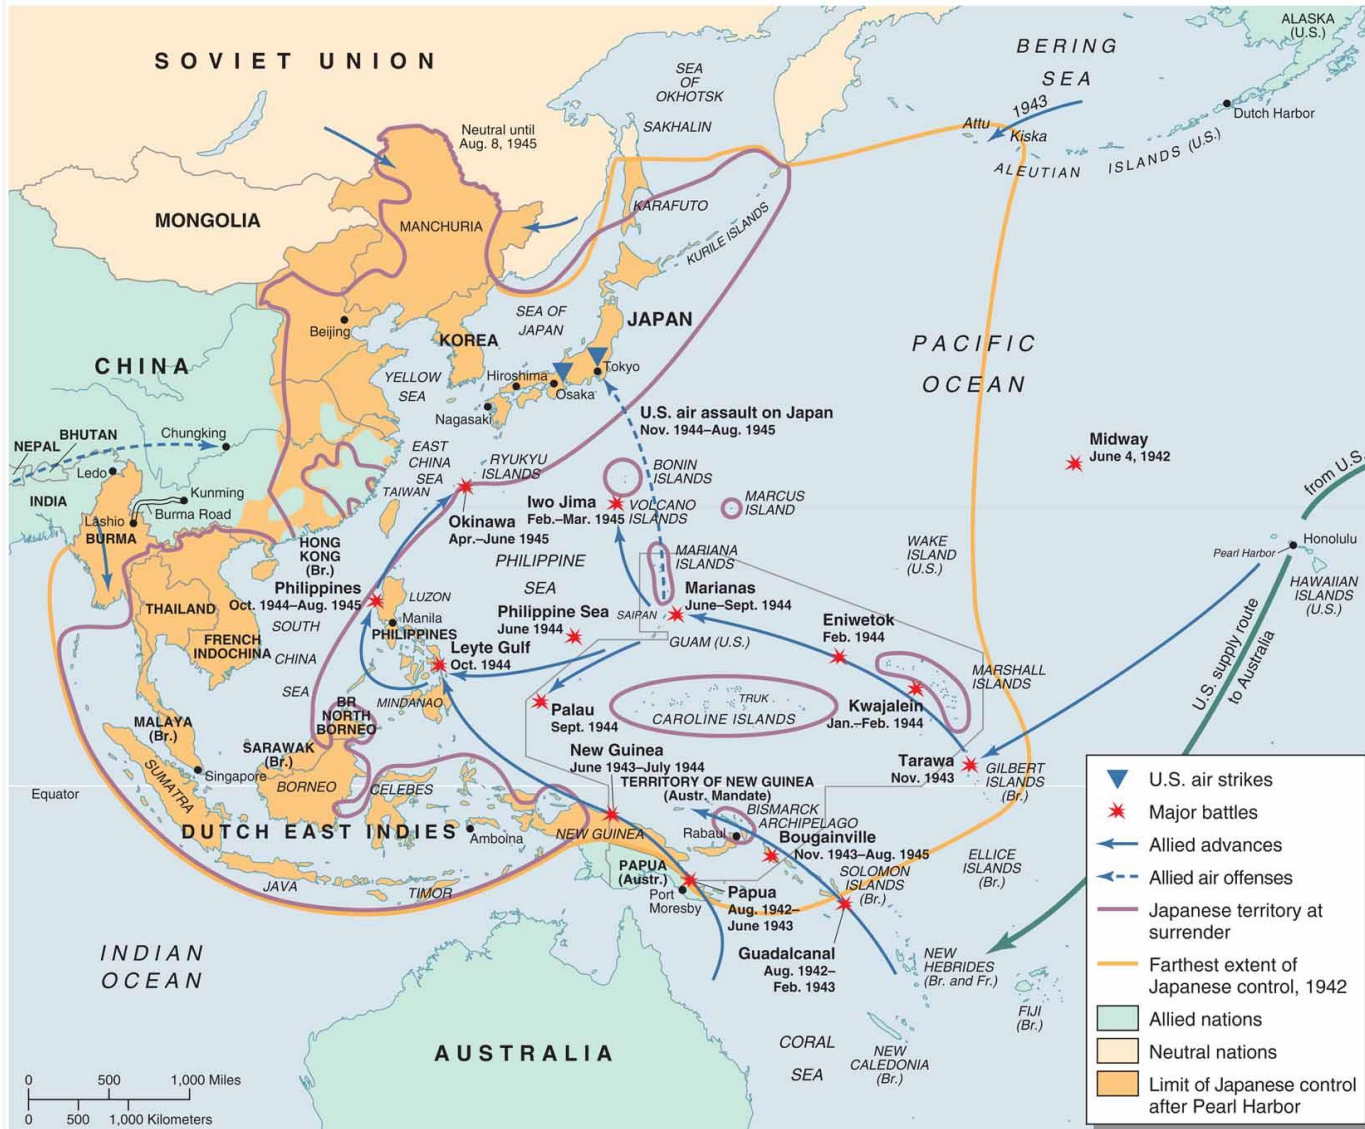 SOVIET UNION
ALASKA
(U.S.)
BERING
SEA
SEA
OF
OKHOTSK
SAKHALIN
1943
Attu
Kiska
Dutch Harbor
ALEUTIAN
ISLANDS (U.S.)
Neutral until
Aug. 8, 1945
MONGOLIA
MANCHURIA
KARAFUTO
KURILE ISLANDS
SEA OF
JAPAN
JAPAN
Beijing
KOREA
PACIFIC
OCEAN
CHINA
YELLOW
SEA
Hiroshima
Tokyo
Osaka
Nagasaki
U.S. air assault on Japan
Nov. 1944–Aug. 1945
Midway
June 4, 1942
from U.S.
NEPAL
BHUTAN
Chungking
Ledo
INDIA
Kunming
Lashio
Burma Road
BURMA
EAST
CHINA
SEA
RYUKYU
ISLANDS
TAIWAN
BONIN
ISLANDS
Iwo Jima
Feb.–Mar. 1945
VOLCANO
ISLANDS
MARCUS
ISLAND
Okinawa
Apr.–June 1945
HONG
KONG
(Br.)
PHILIPPINE
SEA
MARIANA
ISLANDS
WAKE
ISLAND
(U.S.)
Pearl Harbor
Honolulu
HAWAIIAN
ISLANDS
(U.S.)
Philippines
Oct. 1944–Aug. 1945
LUZON
Manila
PHILIPPINES
Philippine Sea
June 1944
SAIPAN
Marianas
June–Sept. 1944
GUAM (U.S.)
Eniwetok
Feb. 1944
THAILAND
FRENCH
INDOCHINA
SOUTH
CHINA
SEA
Leyte Gulf
Oct. 1944
MINDANAO
MARSHALL
ISLANDS
Kwajalein
Jan.–Feb. 1944
TRUK
CAROLINE ISLANDS
Palau
Sept. 1944
U.S. supply route
to Australia
BR
NORTH
BORNEO
MALAYA
(Br.)
SARAWAK
(Br.)
Singapore
SUMATRA
BORNEO
CELEBES
Equator
New Guinea
June 1943–July 1944
TERRITORY OF NEW GUINEA
(Austr. Mandate)
Tarawa
Nov. 1943
GILBERT
ISLANDS
(Br.)
BISMARCK
ARCHIPELAGO
Rabaul
DUTCH EAST INDIES
Amboina
NEW GUINEA
Bougainville
Nov. 1943–Aug. 1945
JAVA
TIMOR
PAPUA
(Austr.)
Port
Moresby
Papua
Aug. 1942–
June 1943
SOLOMON
ISLANDS
(Br.)
ELLICE
ISLANDS
(Br.)
Guadalcanal
Aug. 1942–
Feb. 1943
NEW
HEBRIDES
(Br. and Fr.)
FIJI
(Br.)
INDIAN
OCEAN
AUSTRALIA
CORAL
SEA
NEW
CALEDONIA
(Br.)
0 500 1,000 Miles
0 500 1,000 Kilometers
U.S. air strikes
Major battles
Allied advances
Allied air offenses
Japanese territory at
surrender
Farthest extent of
Japanese control, 1942
Allied nations
Neutral nations
Limit of Japanese control
after Pearl Harbor